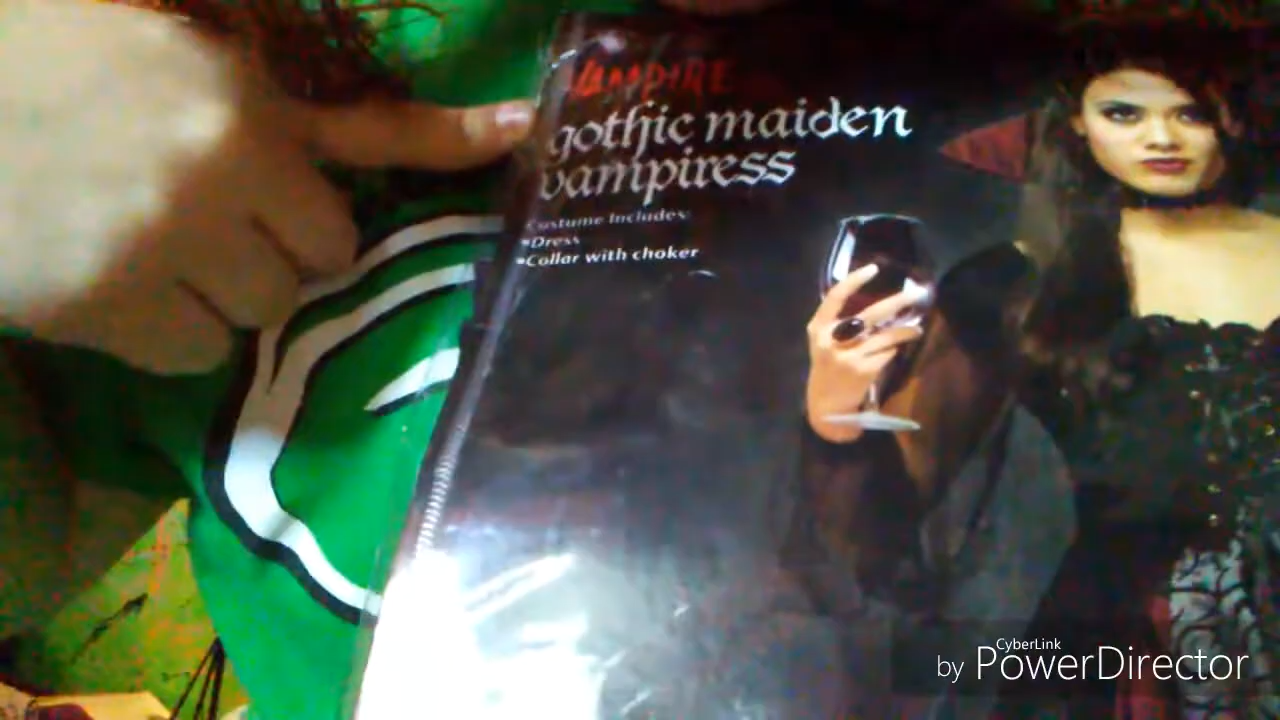 VAMPIRE
gothic maiden
vampiress
Costume Includes:
•Dress
•Collar with choker
CyberLink
by PowerDirector